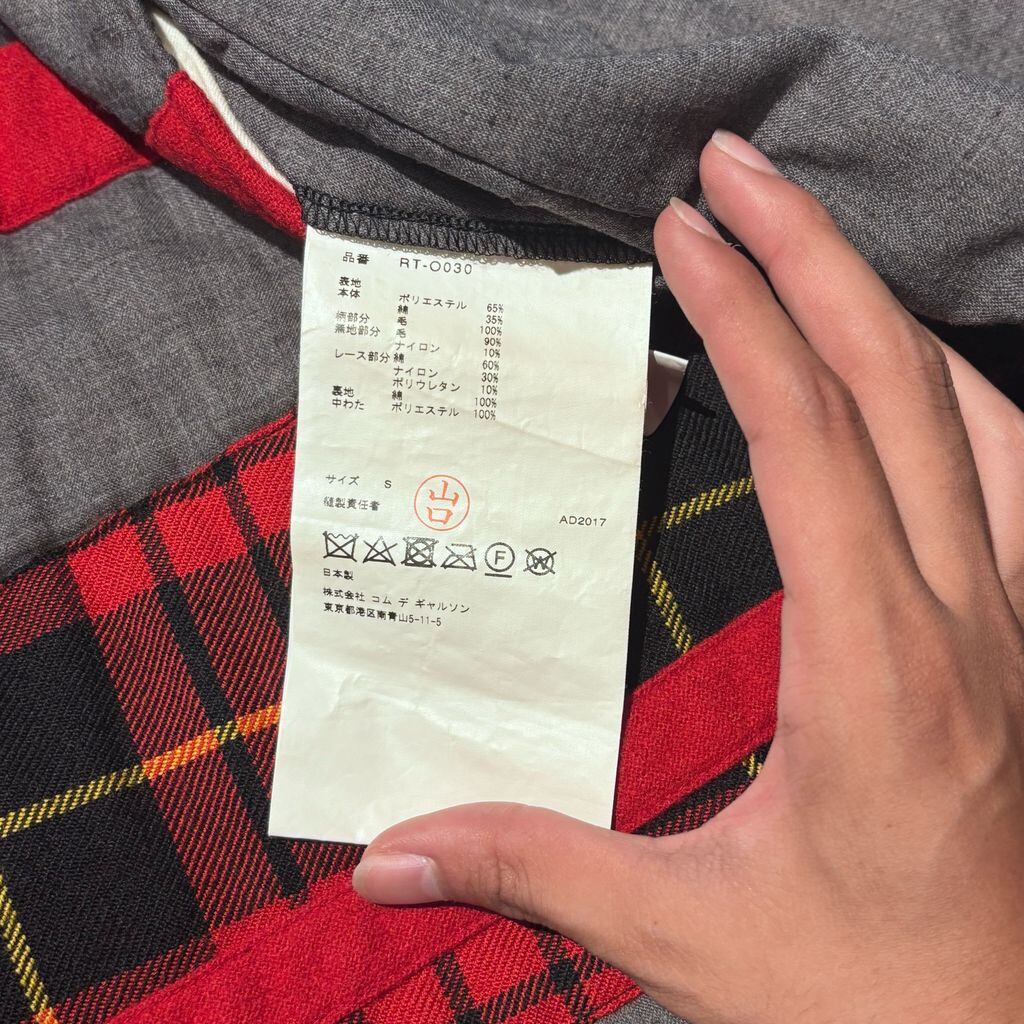 品番 RT-O030
表地
本体 ポリエステル 65%
綿 35%
柄部分 毛 100%
無地部分 毛 90%
ナイロン 10%
レース部分 綿 60%
ナイロン 30%
ポリウレタン 10%
裏地 綿 100%
中わた ポリエステル 100%
サイズ S
縫製責任者 山口
AD2017
F W
日本製
株式会社 コム デ ギャルソン
東京都港区南青山5-11-5